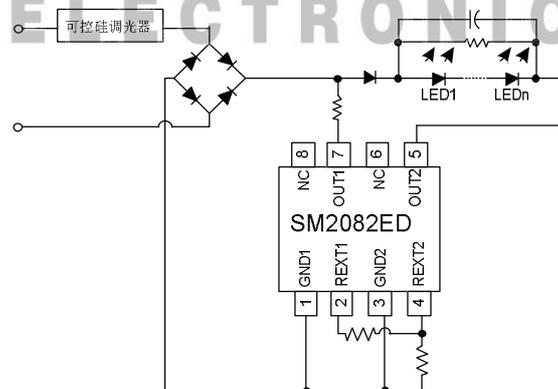 ELECTRONIC
可控硅调光器
LED1 LEDn
8 7 6 5
NC OUT1 NC OUT2
SM2082ED
GND1 REXT1 GND2 REXT2
1 2 3 4